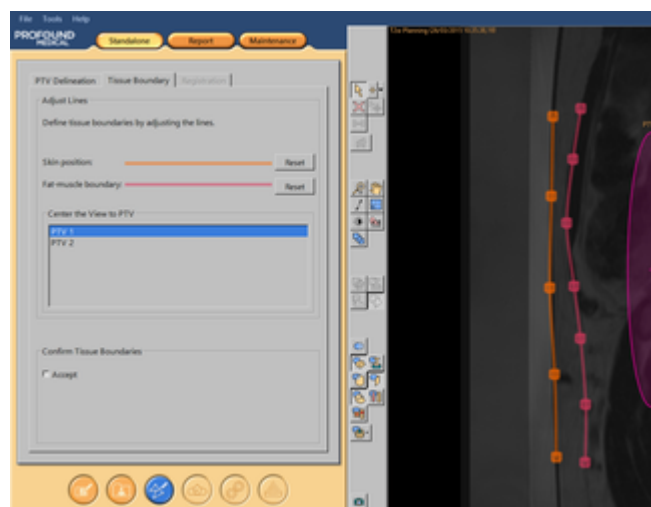 File Tools Help
PROFOUND
MEDICAL
Standalone Report Maintenance
PTV Delineation Tissue Boundary Registration
Adjust Lines
Define tissue boundaries by adjusting the lines.
Skin position: Reset
Fat-muscle boundary: Reset
Center the View to PTV
PTV 1
PTV 2
Confirm Tissue Boundaries
Accept